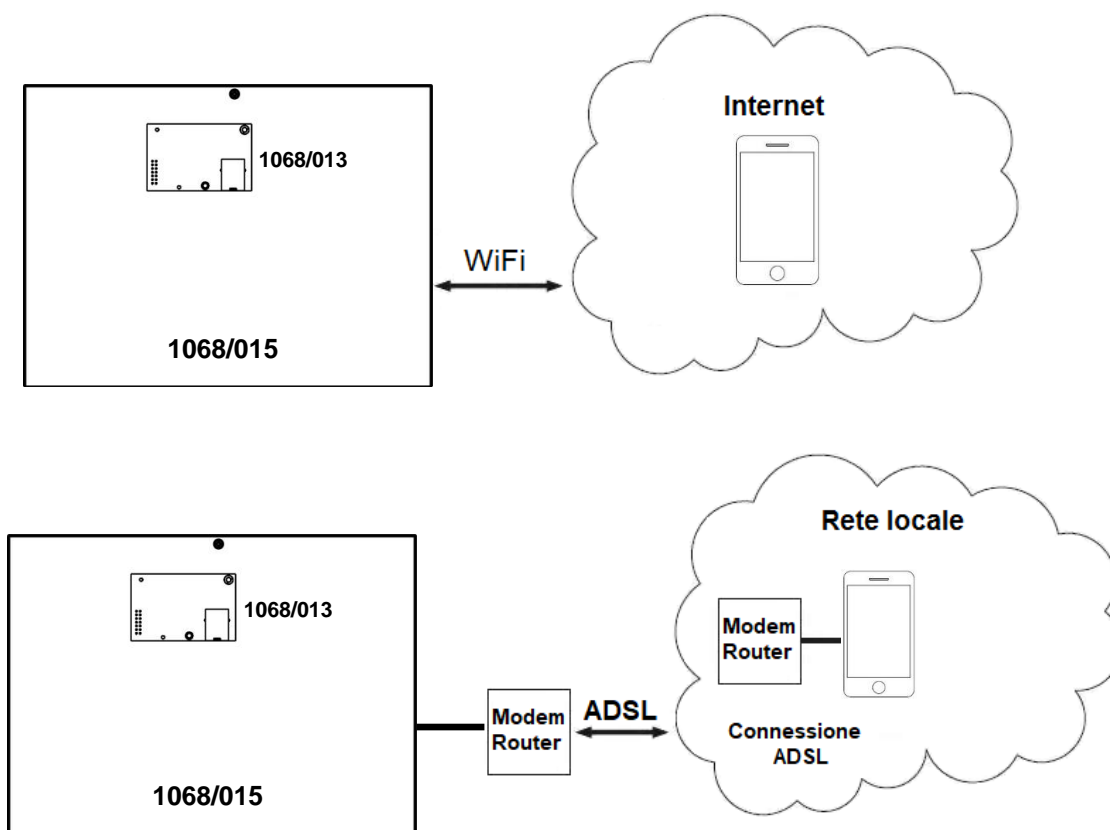 Internet
1068/013
WiFi
1068/015
Rete locale
1068/013
Modem
Router
Modem
Router
ADSL
Connessione
ADSL
1068/015